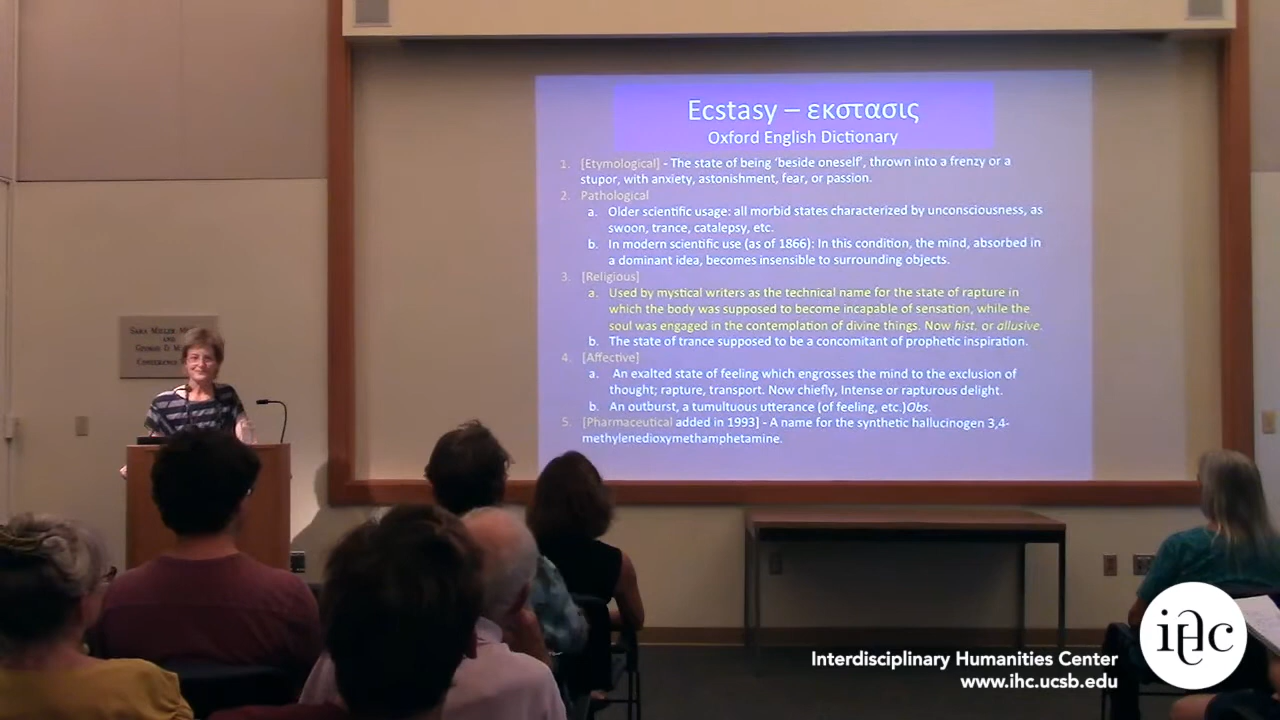 Ecstasy – εκστασις
Oxford English Dictionary
1. [Etymological] - The state of being 'beside oneself', thrown into a frenzy or a
stupor, with anxiety, astonishment, fear, or passion.
2. Pathological
a. Older scientific usage: all morbid states characterized by unconsciousness, as
swoon, trance, catalepsy, etc.
b. In modern scientific use (as of 1866): In this condition, the mind, absorbed in
a dominant idea, becomes insensible to surrounding objects.
3. [Religious]
a. Used by mystical writers as the technical name for the state of rapture in
which the body was supposed to become incapable of sensation, while the
soul was engaged in the contemplation of divine things. Now hist. or allusive.
b. The state of trance supposed to be a concomitant of prophetic inspiration.
4. [Affective]
a. An exalted state of feeling which engrosses the mind to the exclusion of
thought; rapture, transport. Now chiefly, Intense or rapturous delight.
b. An outburst, a tumultuous utterance (of feeling, etc.)Obs.
5. [Pharmaceutical added in 1993] - A name for the synthetic hallucinogen 3,4-
methylenedioxymethamphetamine.
Sara Miller
and
George D.
Conference
ihc
Interdisciplinary Humanities Center
www.ihc.ucsb.edu